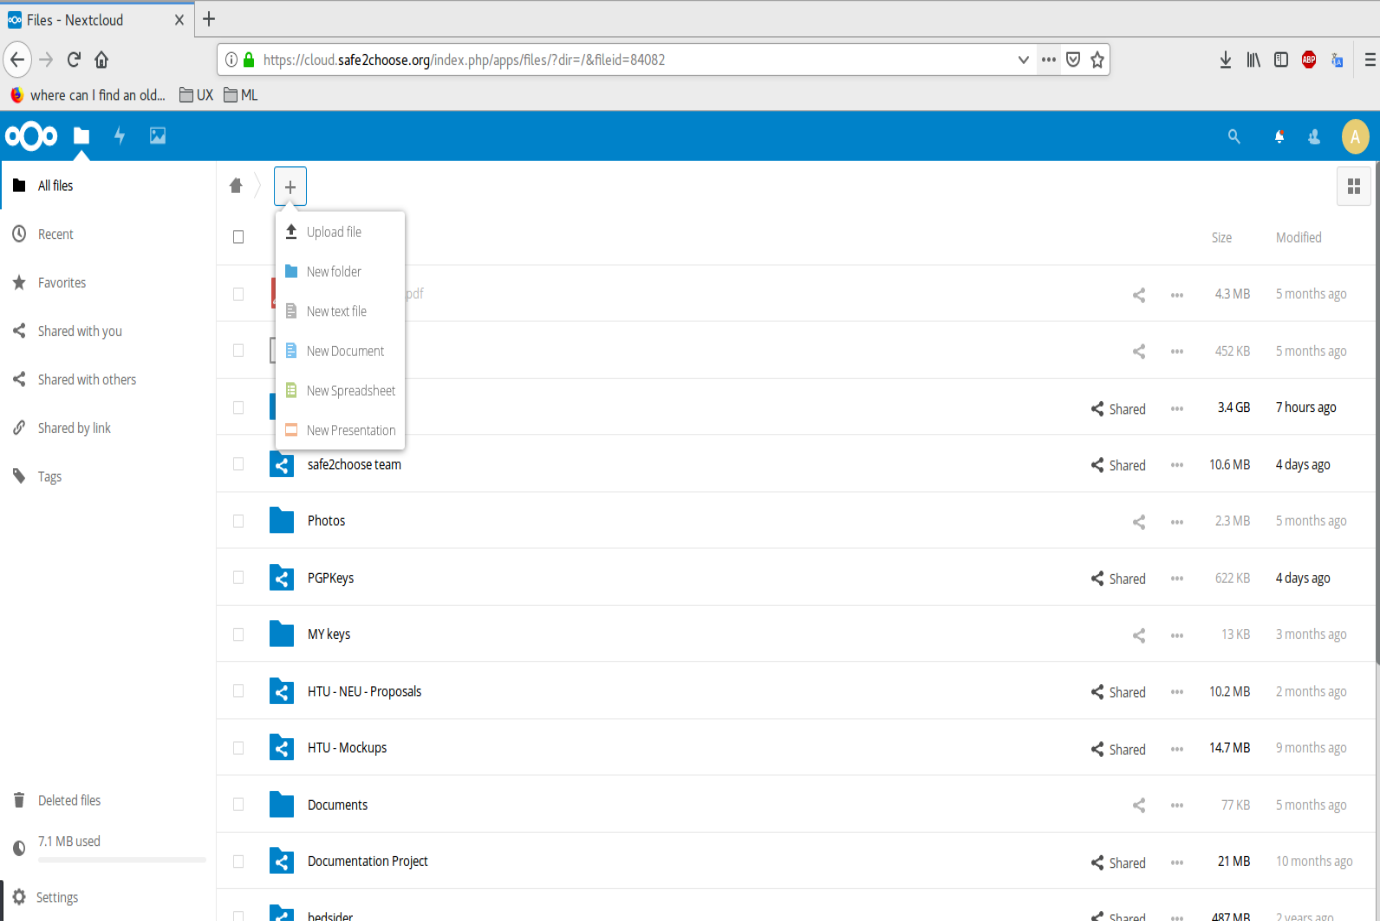 Files - Nextcloud
https://cloud.safe2choose.org/index.php/apps/files/?dir=/&fileid=84082
ABP
where can I find an old...
UX
ML
A
All files
Recent
Favorites
Shared with you
Shared with others
Shared by link
Tags
Deleted files
7.1 MB used
Settings
+
Upload file
New folder
New text file
New Document
New Spreadsheet
New Presentation
Size Modified
pdf 4.3 MB 5 months ago
452 KB 5 months ago
Shared 3.4 GB 7 hours ago
safe2choose team Shared 10.6 MB 4 days ago
Photos 2.3 MB 5 months ago
PGPKeys Shared 622 KB 4 days ago
MY keys 13 KB 3 months ago
HTU - NEU - Proposals Shared 10.2 MB 2 months ago
HTU - Mockups Shared 14.7 MB 9 months ago
Documents 77 KB 5 months ago
Documentation Project Shared 21 MB 10 months ago
bedsider Shared 487 MB 2 years ago